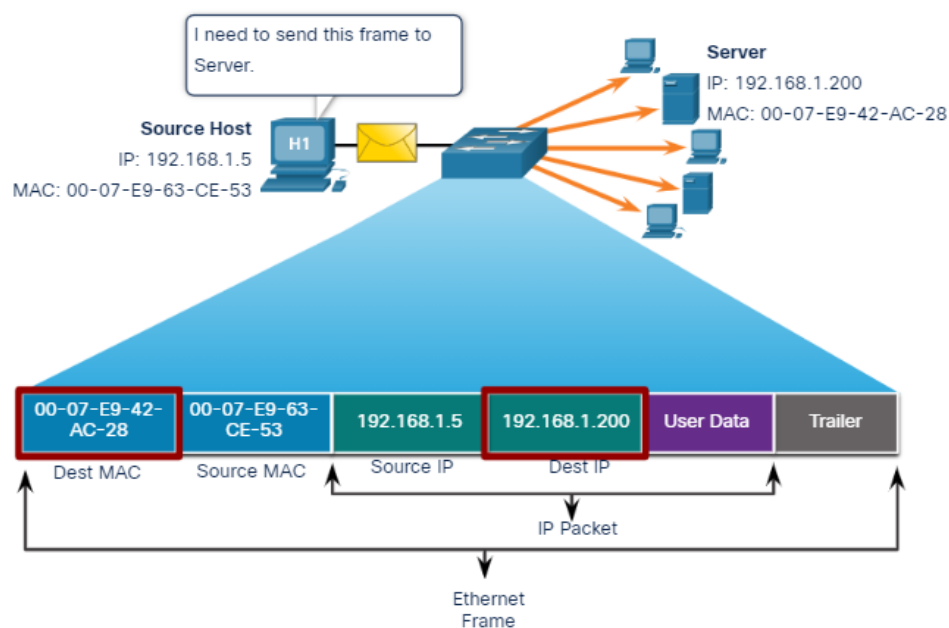 I need to send this frame to
Server.
Source Host
IP: 192.168.1.5
MAC: 00-07-E9-63-CE-53
H1
Server
IP: 192.168.1.200
MAC: 00-07-E9-42-AC-28
00-07-E9-42-
AC-28
00-07-E9-63-
CE-53
192.168.1.5
192.168.1.200
User Data
Trailer
Dest MAC
Source MAC
Source IP
Dest IP
IP Packet
Ethernet
Frame